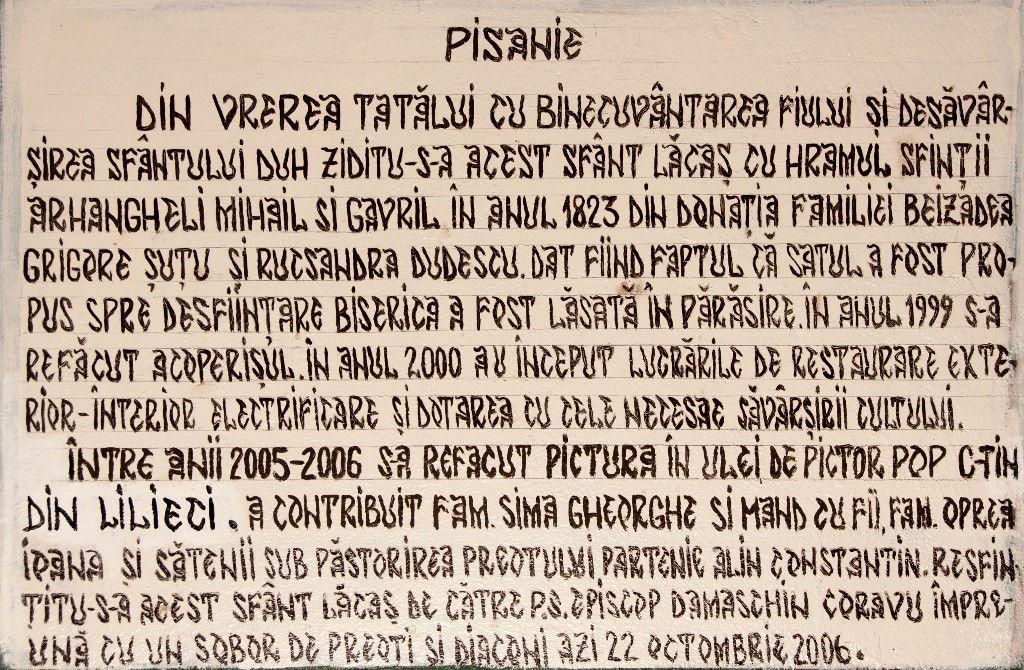 PISANIE
DIN VREREA TATĂLUI CU BINECUVÂNTAREA FIULUI ȘI DESĂVÂR-
ȘIREA SFÂNTULUI DUH ZIDITU-S-A ACEST SFÂNT LĂCAȘ CU HRAMUL SFINȚII
ARHANGHELI MIHAIL ȘI GAVRIL ÎN ANUL 1823 DIN DONAȚIA FAMILIEI BEIZADEA
GRIGORE ȘUȚU ȘI RUCSANDRA DUDESCU. DAT FIIND FAPTUL CĂ SATUL A FOST PRO-
PUS SPRE DESFIINȚARE BISERICA A FOST LĂSATĂ ÎN PĂRĂSIRE. ÎN ANUL 1999 S-A
REFĂCUT ACOPERIȘUL. ÎN ANUL 2000 AU ÎNCEPUT LUCRĂRILE DE RESTAURARE EXTE-
RIOR-INTERIOR ELECTRIFICARE ȘI DOTAREA CU CELE NECESAE SĂVÂRȘIRII CULTULUI.
ÎNTRE ANII 2005-2006 SA REFACUT PICTURA ÎN ULEI DE PICTOR POP C-TIN
DIN LILIECI. A CONTRIBUIT FAM. SIMA GHEORGHE ȘI MAND CU FII, FAM. OPREA
IOANA ȘI SĂTENII SUB PĂSTORIREA PREOTULUI PARTENIE ALIN CONSTANTIN. RESFIN-
ȚITU-S-A ACEST SFÂNT LĂCAȘ DE CĂTRE P.S. EPISCOP DAMASCHIN CORAVU ÎMPRE-
UNĂ CU UN SOBOR DE PREOȚI ȘI DIACONI AZI 22 OCTOMBRIE 2006.